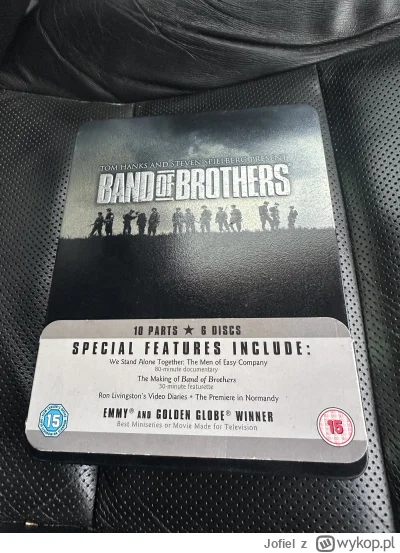 TOM HANKS AND STEVEN SPIELBERG PRESENT
BAND OF BROTHERS
10 PARTS ★ 6 DISCS
SPECIAL FEATURES INCLUDE:
We Stand Alone Together: The Men of Easy Company
80-minute documentary
The Making of Band of Brothers
30-minute featurette
Ron Livingston's Video Diaries • The Premiere in Normandy
EMMY® AND GOLDEN GLOBE® WINNER
Best Miniseries or Movie Made for Television
15
15
Jofiel z wykop.pl